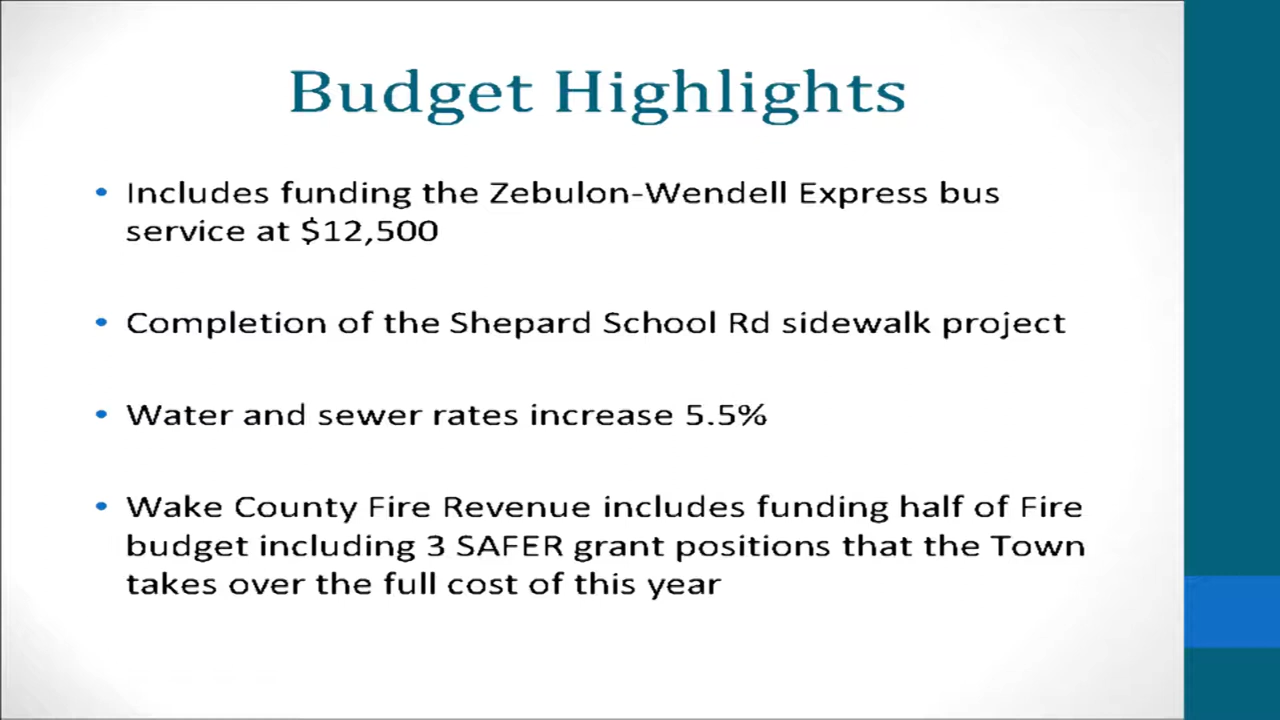 Budget Highlights
• Includes funding the Zebulon-Wendell Express bus
service at $12,500
• Completion of the Shepard School Rd sidewalk project
• Water and sewer rates increase 5.5%
• Wake County Fire Revenue includes funding half of Fire
budget including 3 SAFER grant positions that the Town
takes over the full cost of this year